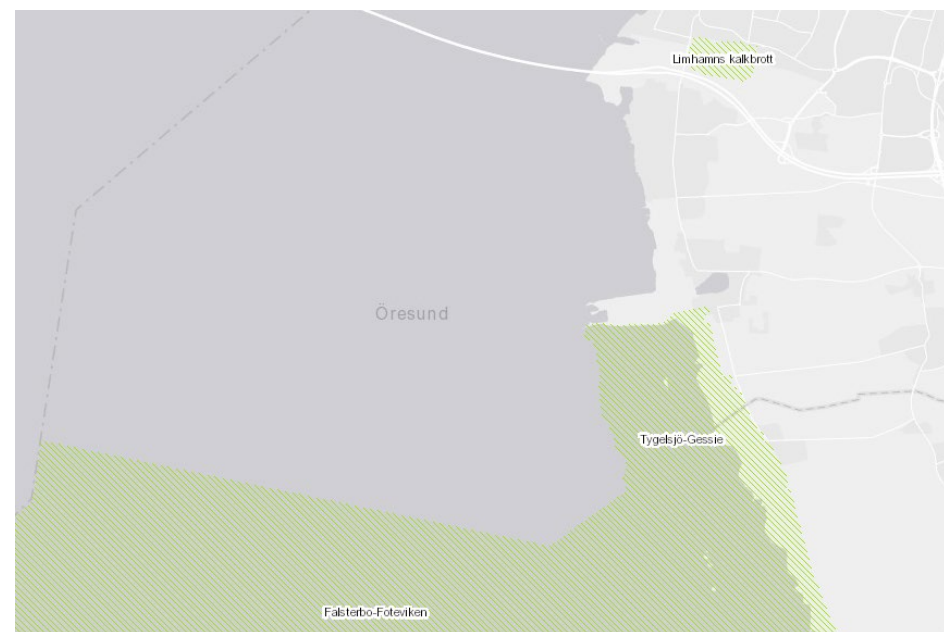 Limhamns kalkbrott
Öresund
Tygelsjö-Gessie
Falsterbo-Foteviken